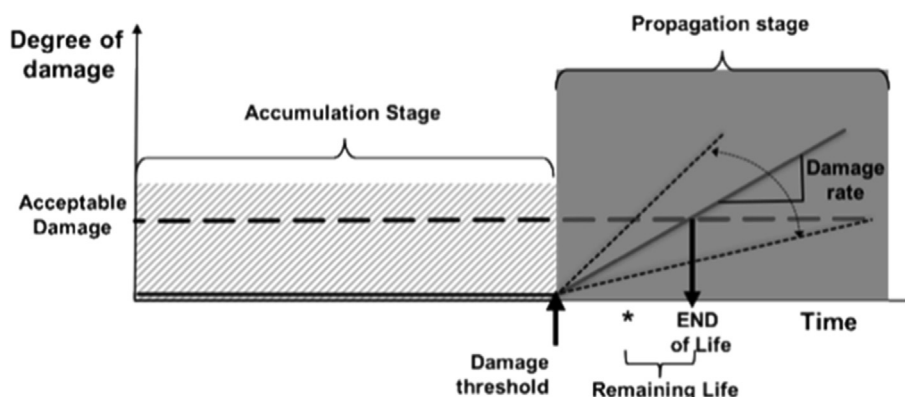 Propagation stage
Degree of
damage
Accumulation Stage
Damage
rate
Acceptable
Damage
*
END
of Life
Time
Damage
threshold
Remaining Life